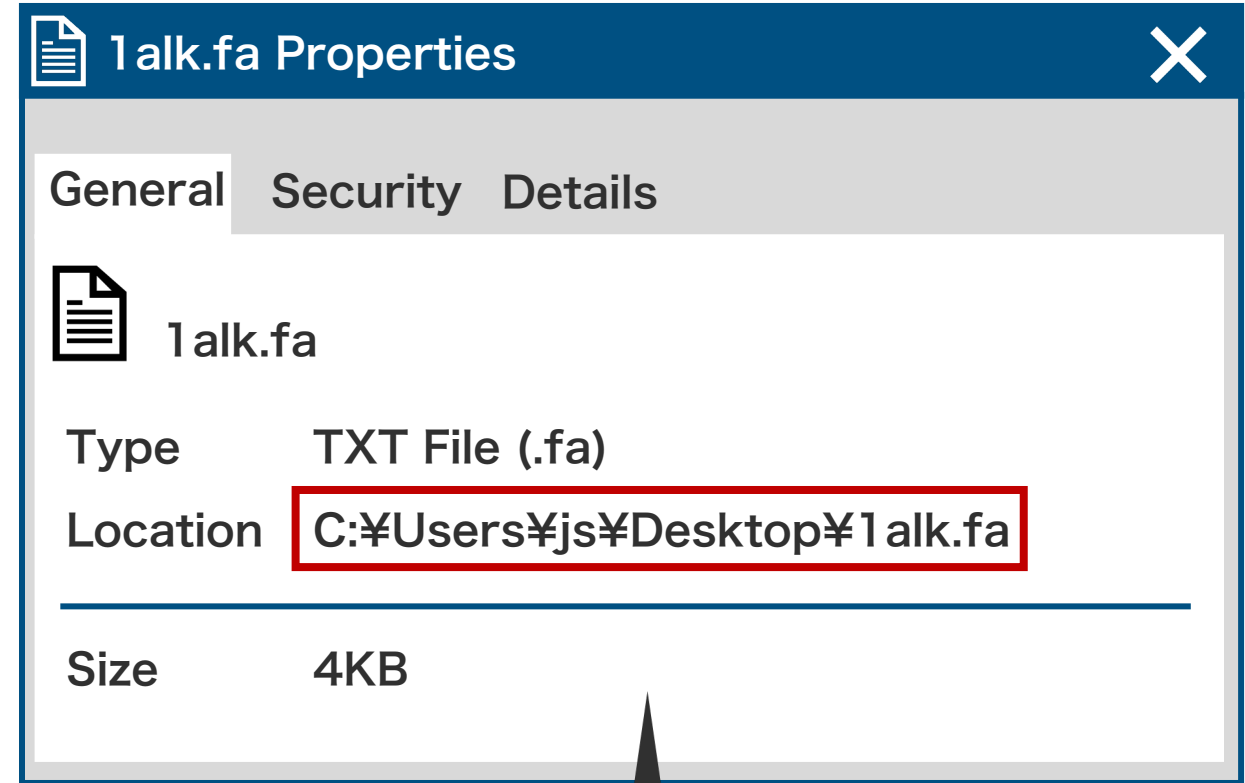 1alk.fa Properties
General Security Details
1alk.fa
Type TXT File (.fa)
Location C:¥Users¥js¥Desktop¥1alk.fa
Size 4KB